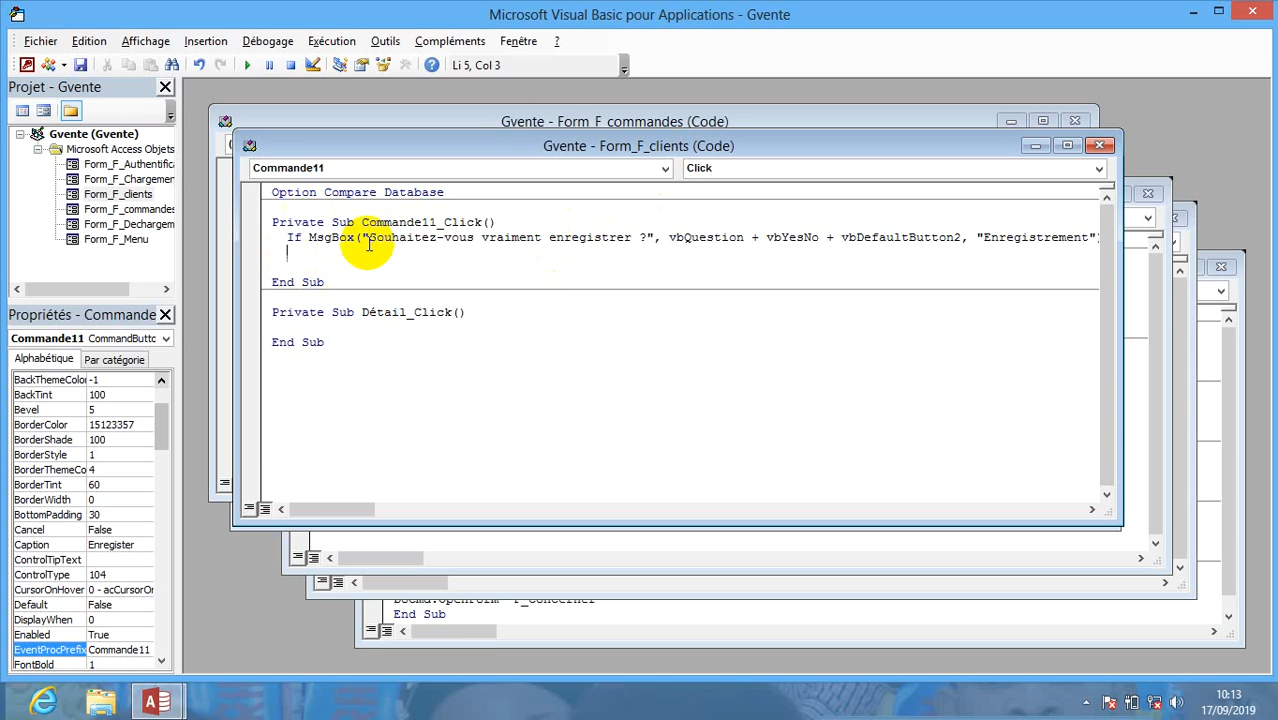 Microsoft Visual Basic pour Applications - Gvente
Fichier Edition Affichage Insertion Débogage Exécution Outils Compléments Fenêtre ?
Li 5, Col 3
Projet - Gvente
Gvente (Gvente)
Microsoft Access Objets
Form_F_Authentifica
Form_F_Chargemen
Form_F_clients
Form_F_commandes
Form_F_Dechargem
Form_F_Menu
Propriétés - Commande
Commande11 CommandButto
Alphabétique Par catégorie
BackThemeColor -1
BackTint 100
Bevel 5
BorderColor 15123357
BorderShade 100
BorderStyle 1
BorderThemeCo 4
BorderTint 60
BorderWidth 0
BottomPadding 30
Cancel False
Caption Enregister
ControlTipText
ControlType 104
CursorOnHover 0 - acCursorOn
Default False
DisplayWhen 0
Enabled True
EventProcPrefix Commande11
FontBold 1
Gvente - Form_F_commandes (Code)
Gvente - Form_F_clients (Code)
Commande11 Click
Option Compare Database
Private Sub Commande11_Click()
If MsgBox("Souhaitez-vous vraiment enregistrer ?", vbQuestion + vbYesNo + vbDefaultButton2, "Enregistrement")
End Sub
Private Sub Détail_Click()
End Sub
End Sub
10:13
17/09/2019